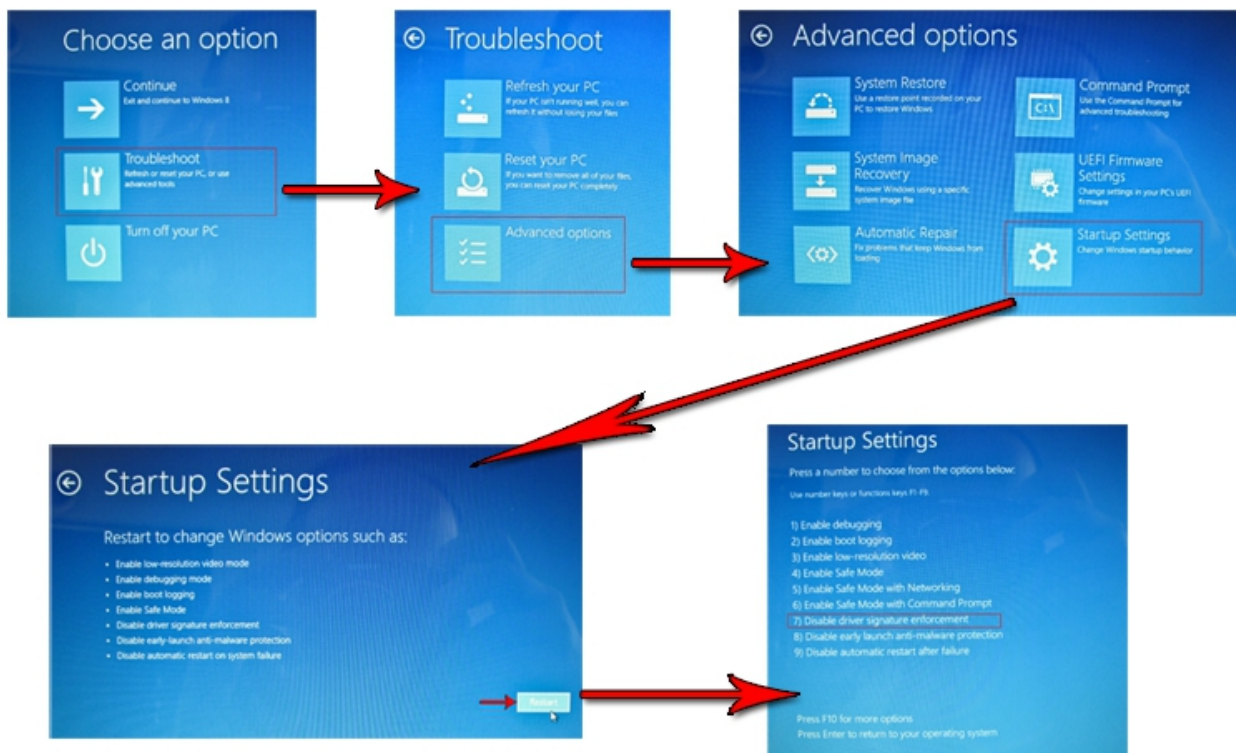 Choose an option
Continue
Exit and continue to Windows 8
Troubleshoot
Refresh or reset your PC, or use
advanced tools
Turn off your PC
Troubleshoot
Refresh your PC
If your PC isn't running well, you can
refresh it without losing your files
Reset your PC
If you want to remove all of your files,
you can reset your PC completely
Advanced options
Advanced options
System Restore
Use a restore point recorded on your
PC to restore Windows
System Image
Recovery
Recover Windows using a specific
system image file
Automatic Repair
Fix problems that keep Windows from
loading
Command Prompt
Use the Command Prompt for
advanced troubleshooting
C:\
UEFI Firmware
Settings
Change settings in your PC's UEFI
firmware
Startup Settings
Change Windows startup behavior
Startup Settings
Restart to change Windows options such as:
• Enable low-resolution video mode
• Enable debugging mode
• Enable boot logging
• Enable Safe Mode
• Disable driver signature enforcement
• Disable early-launch anti-malware protection
• Disable automatic restart on system failure
Restart
Startup Settings
Press a number to choose from the options below:
Use number keys or functions keys F1-F9.
1) Enable debugging
2) Enable boot logging
3) Enable low-resolution video
4) Enable Safe Mode
5) Enable Safe Mode with Networking
6) Enable Safe Mode with Command Prompt
7) Disable driver signature enforcement
8) Disable early launch anti-malware protection
9) Disable automatic restart after failure
Press F10 for more options
Press Enter to return to your operating system